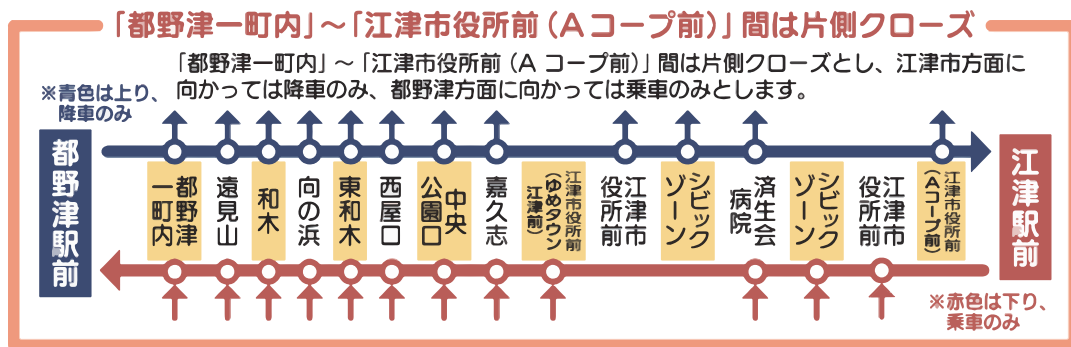 「都野津一町内」～「江津市役所前（Aコープ前）」間は片側クローズ
「都野津一町内」～「江津市役所前（A コープ前）」間は片側クローズとし、江津市方面に
向かっては降車のみ、都野津方面に向かっては乗車のみとします。
※青色は上り、
降車のみ
都野津駅前
都野津
一町内
遠見山
和木
向の浜
東和木
西屋口
中央
公園口
嘉久志
江津市役所前
（ゆめタウン
江津前）
江津市
役所前
シビック
ゾーン
済生会
病院
シビック
ゾーン
江津市
役所前
江津市役所前
（Aコープ前）
江津駅前
※赤色は下り、
乗車のみ